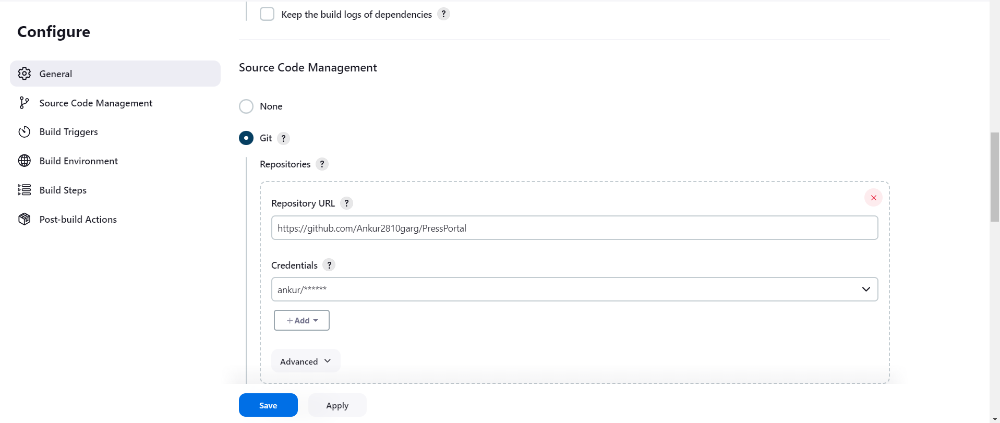 Configure
General
Source Code Management
Build Triggers
Build Environment
Build Steps
Post-build Actions
Keep the build logs of dependencies ?
Source Code Management
None
Git ?
Repositories ?
Repository URL ?
https://github.com/Ankur2810garg/PressPortal
Credentials ?
ankur/******
+ Add
Advanced
Save
Apply